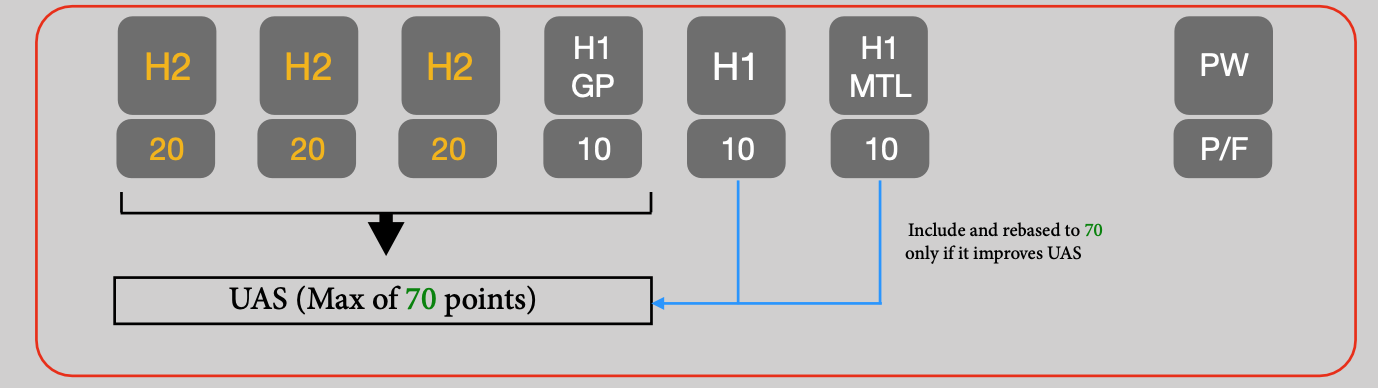 H2
H2
H2
H1
GP
H1
H1
MTL
PW
20
20
20
10
10
10
P/F
Include and rebased to 70
only if it improves UAS
UAS (Max of 70 points)